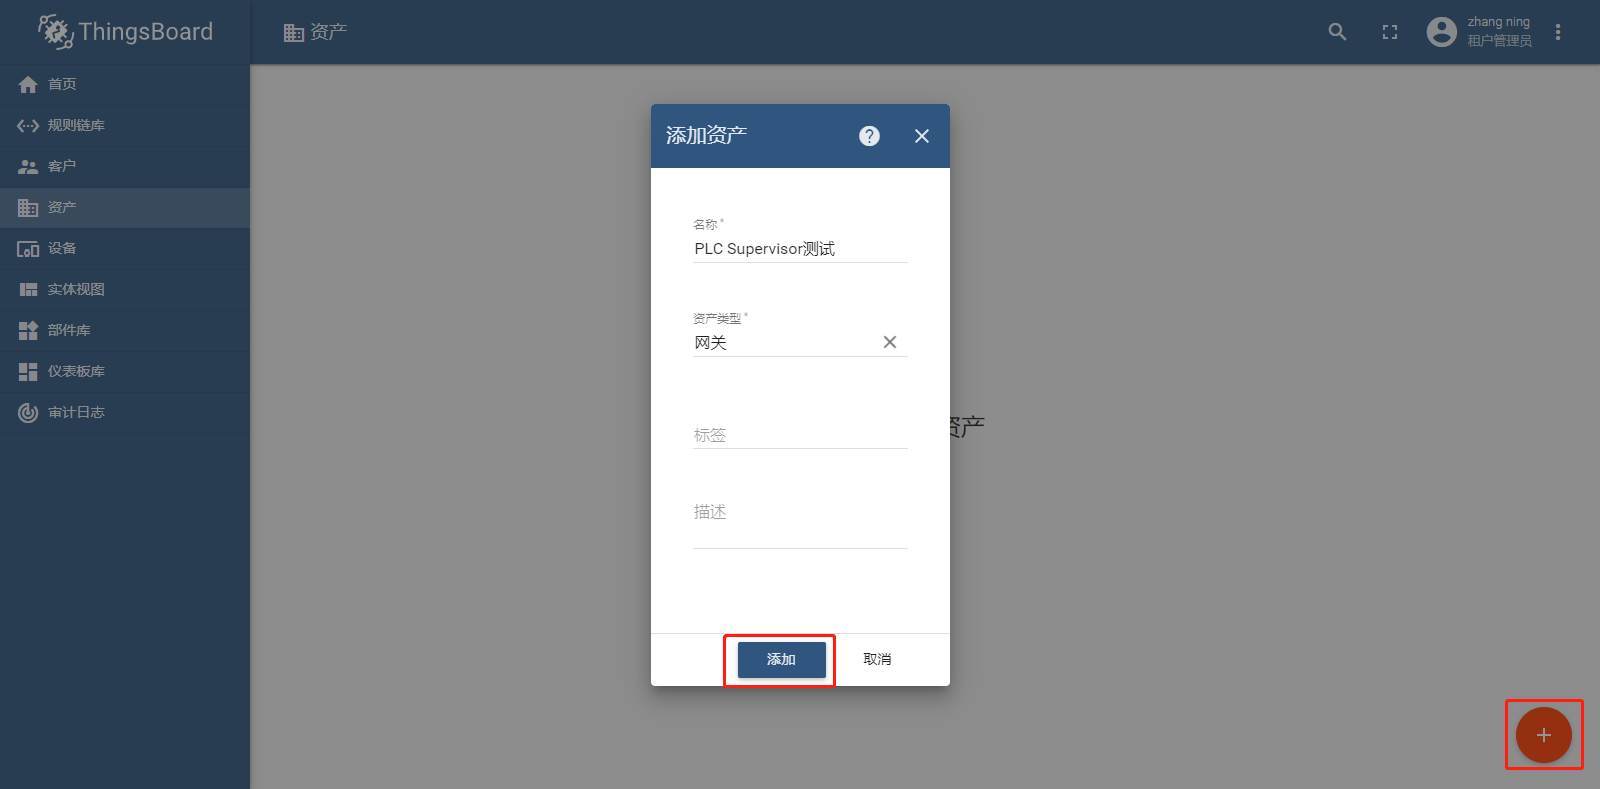 ThingsBoard
资产
zhang ning
租户管理员
首页
规则链库
客户
资产
设备
实体视图
部件库
仪表板库
审计日志
添加资产
名称 *
PLC Supervisor测试
资产类型 *
网关
标签
描述
添加
取消
资产